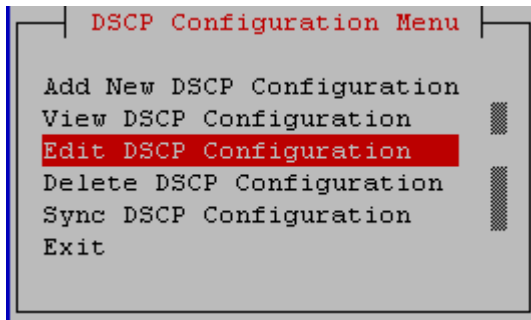 DSCP Configuration Menu
Add New DSCP Configuration
View DSCP Configuration
Edit DSCP Configuration
Delete DSCP Configuration
Sync DSCP Configuration
Exit